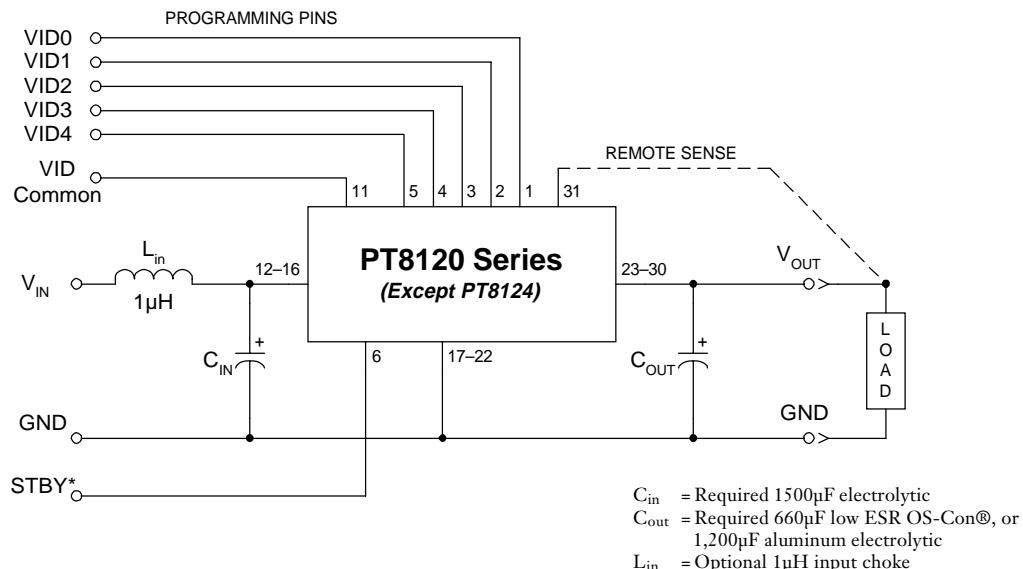 PROGRAMMING PINS
VID0
VID1
VID2
VID3
VID4
VID
Common
REMOTE SENSE
11 5 4 3 2 1 31
PT8120 Series
(Except PT8124)
VIN
Lin
1µH
12–16
23–30
VOUT
CIN
+
6
17–22
COUT
+
L
O
A
D
GND
GND
STBY*
Cin = Required 1500µF electrolytic
Cout = Required 660µF low ESR OS-Con®, or
1,200µF aluminum electrolytic
Lin = Optional 1µH input choke